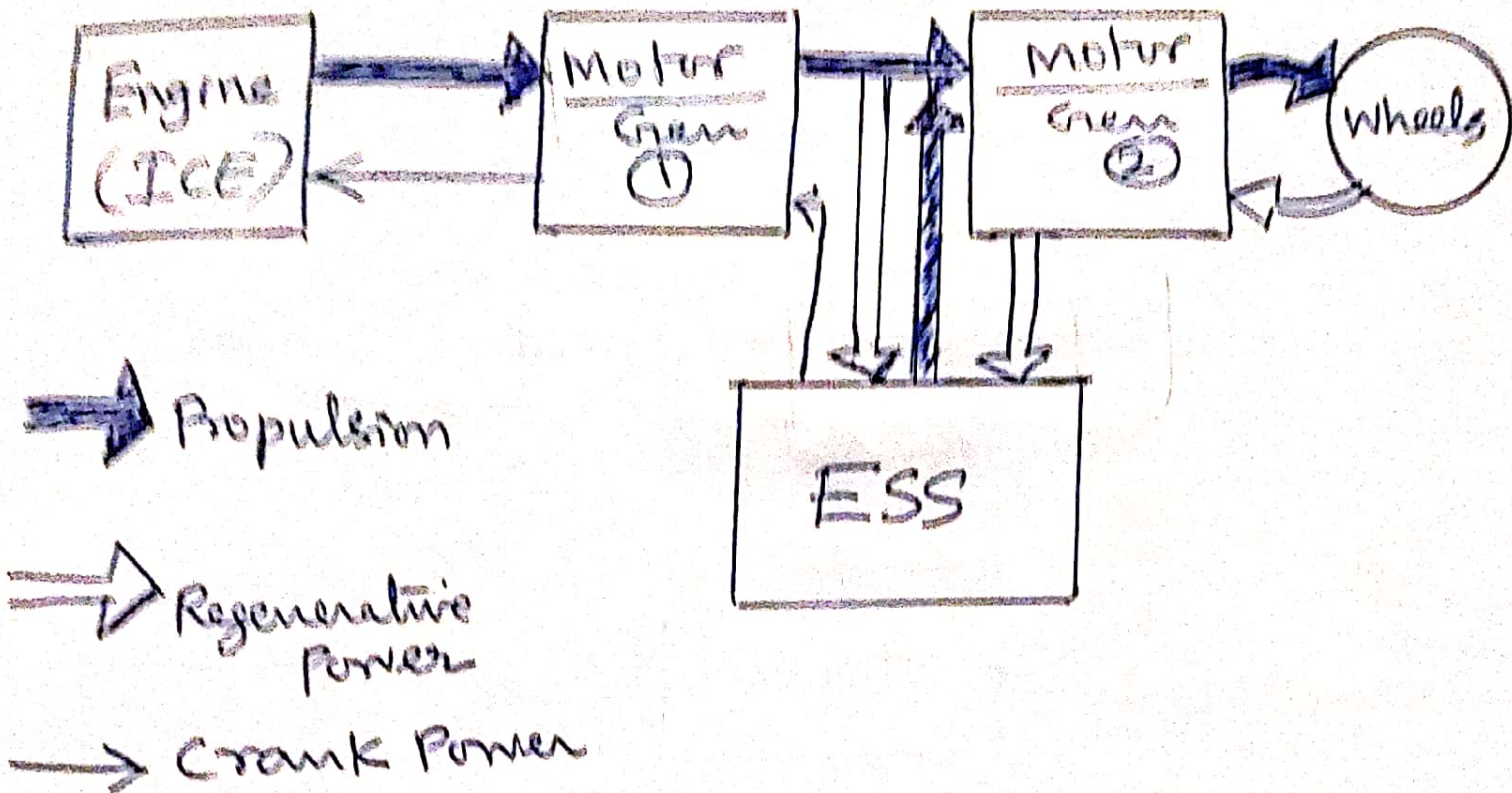 Engine
(ICE)
Motor
Gen
①
Motor
Gen
②
Wheels
ESS
Propulsion
Regenerative
Power
Crank Power